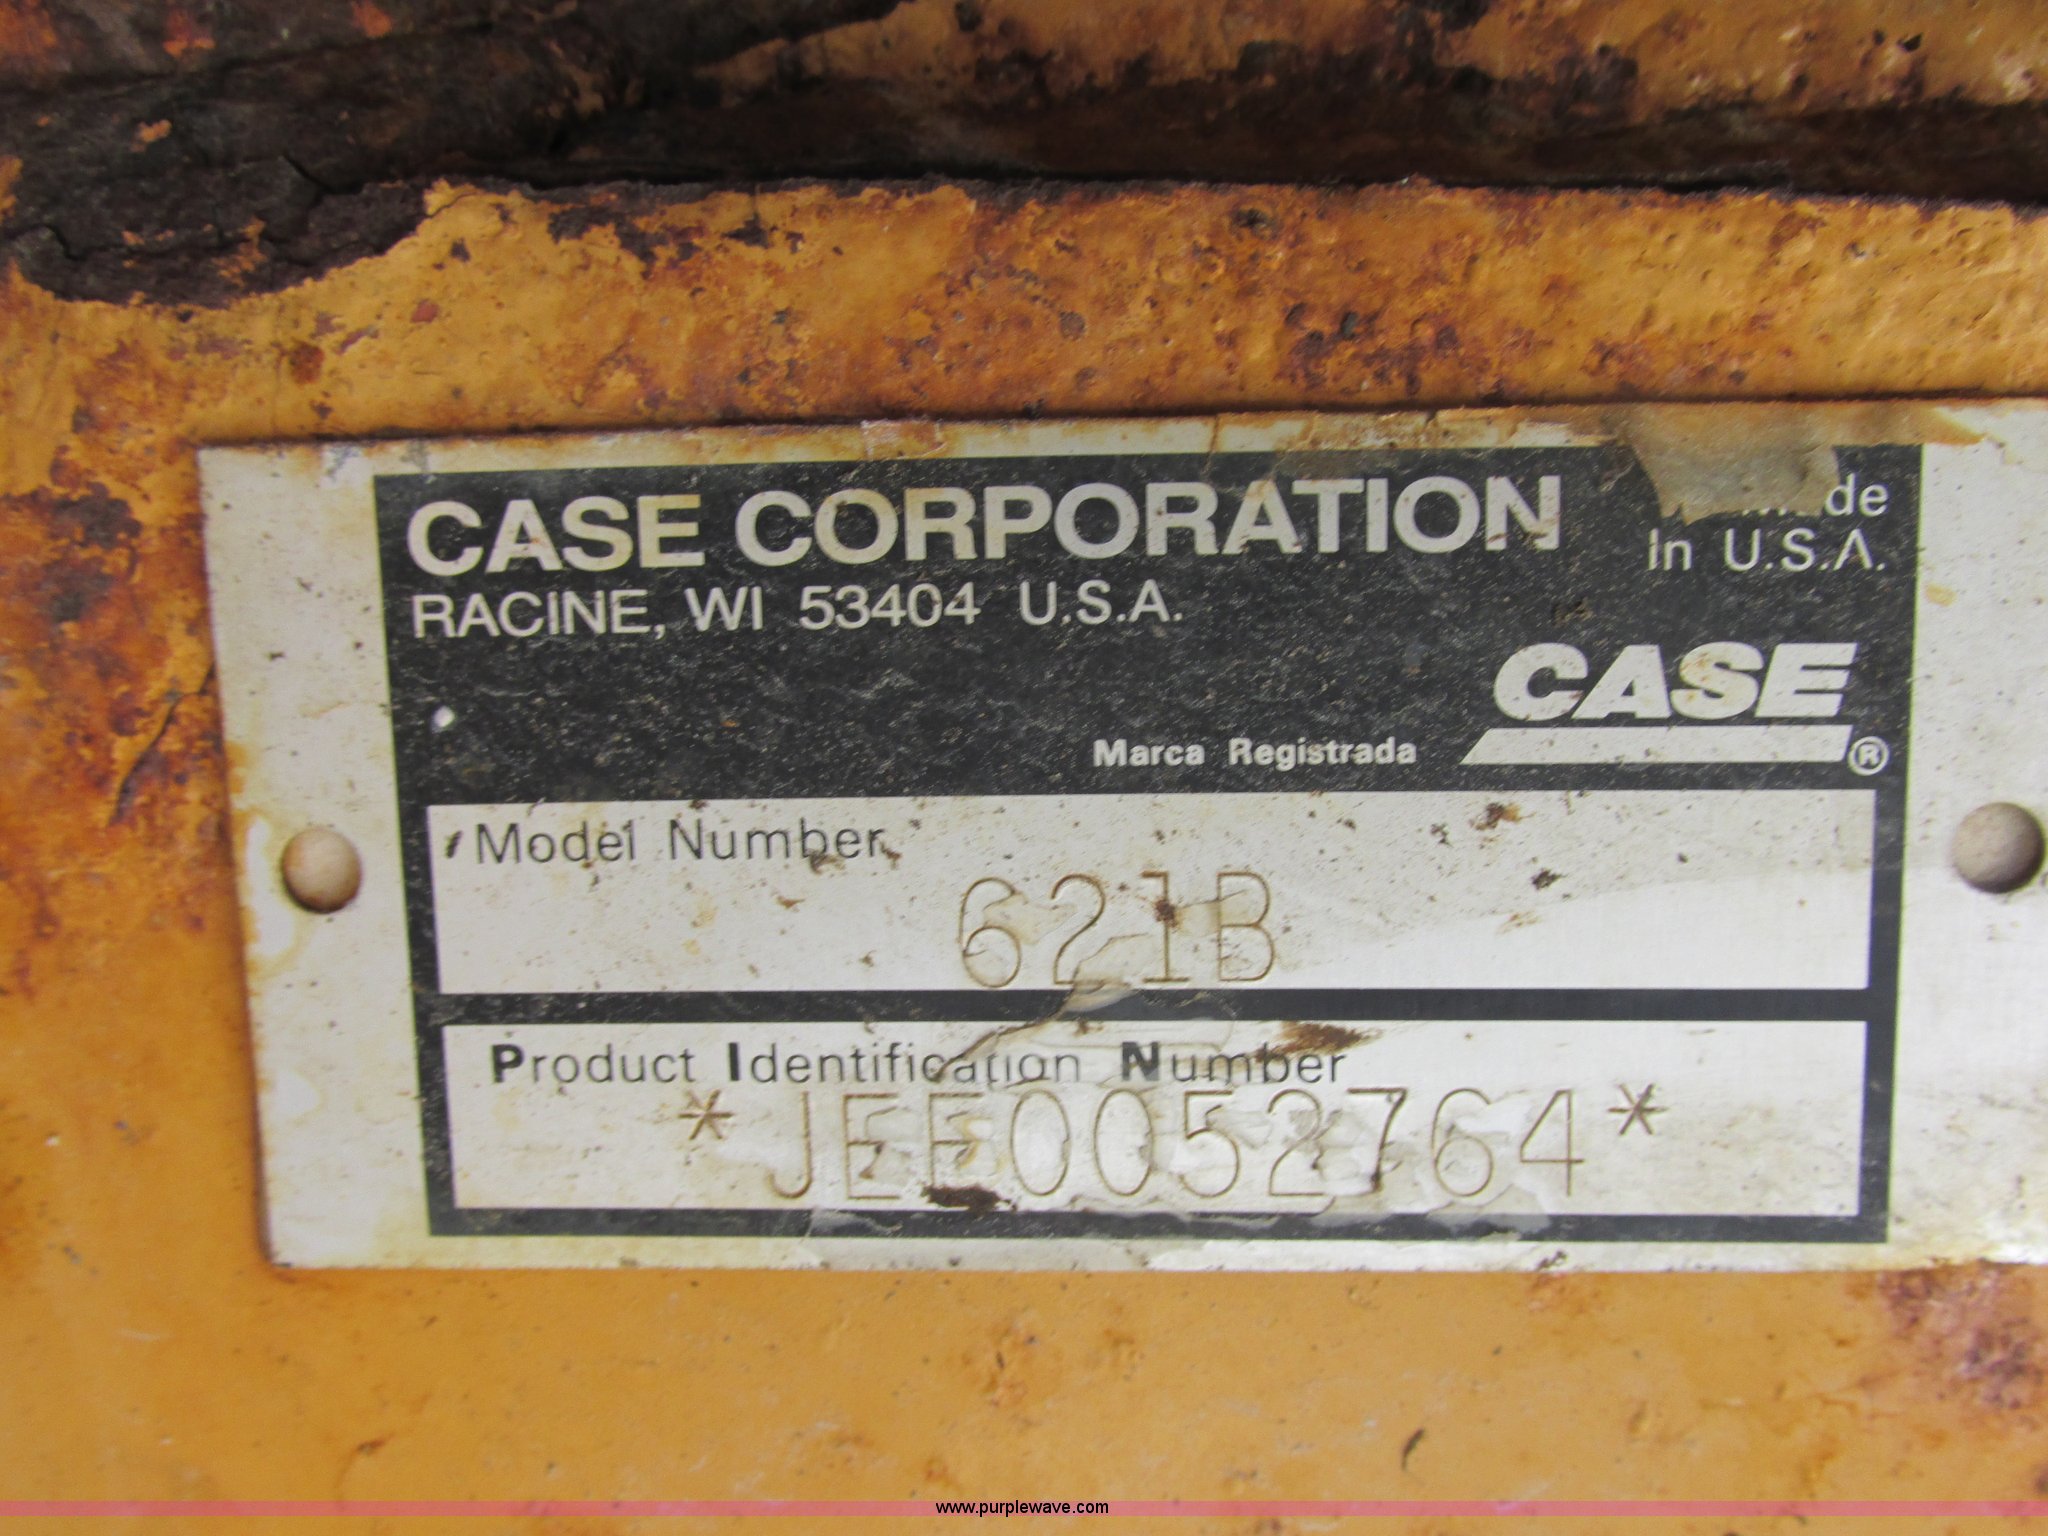 CASE CORPORATION
RACINE, WI 53404 U.S.A.
Made
In U.S.A.
CASE
Marca Registrada ®
Model Number
621B
Product Identification Number
*JEE0052764*
www.purplewave.com